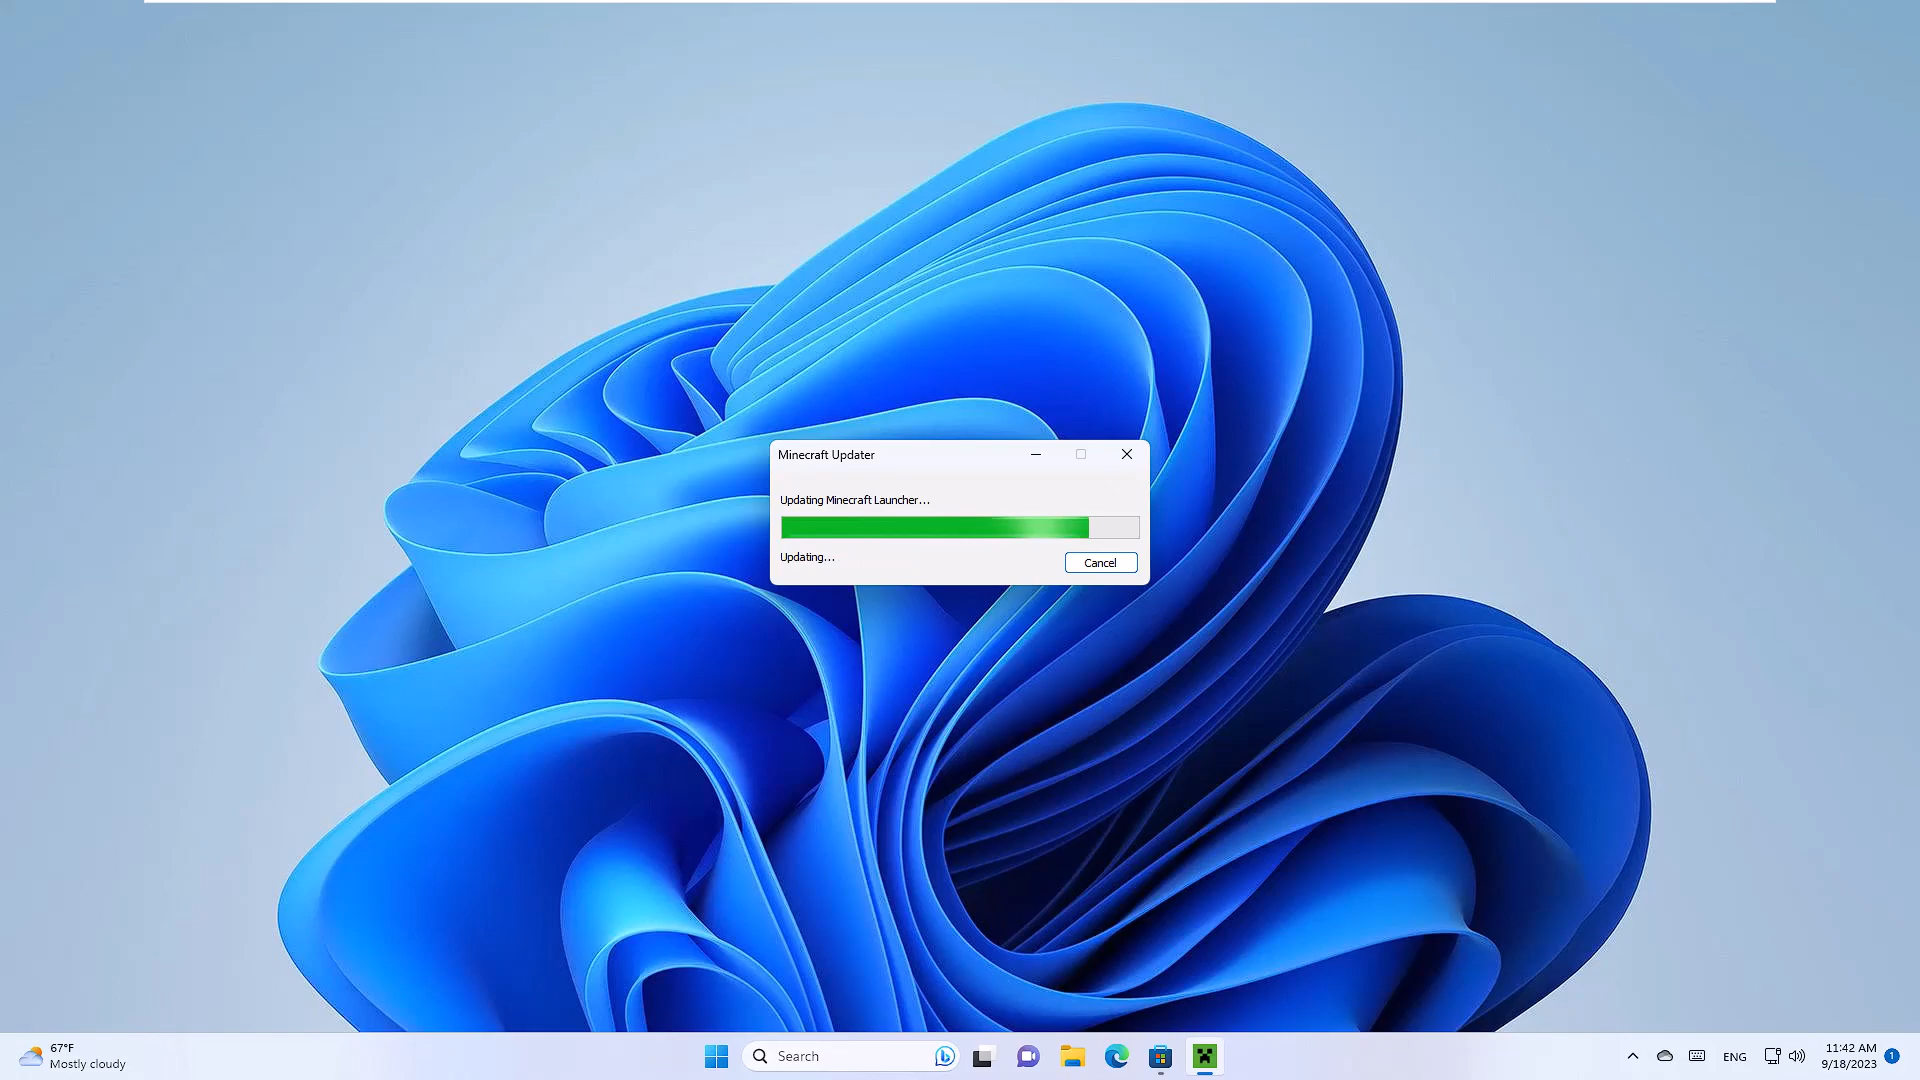 Minecraft Updater
Updating Minecraft Launcher...
Updating...
Cancel
67°F
Mostly cloudy
Search
ENG
11:42 AM
9/18/2023
1